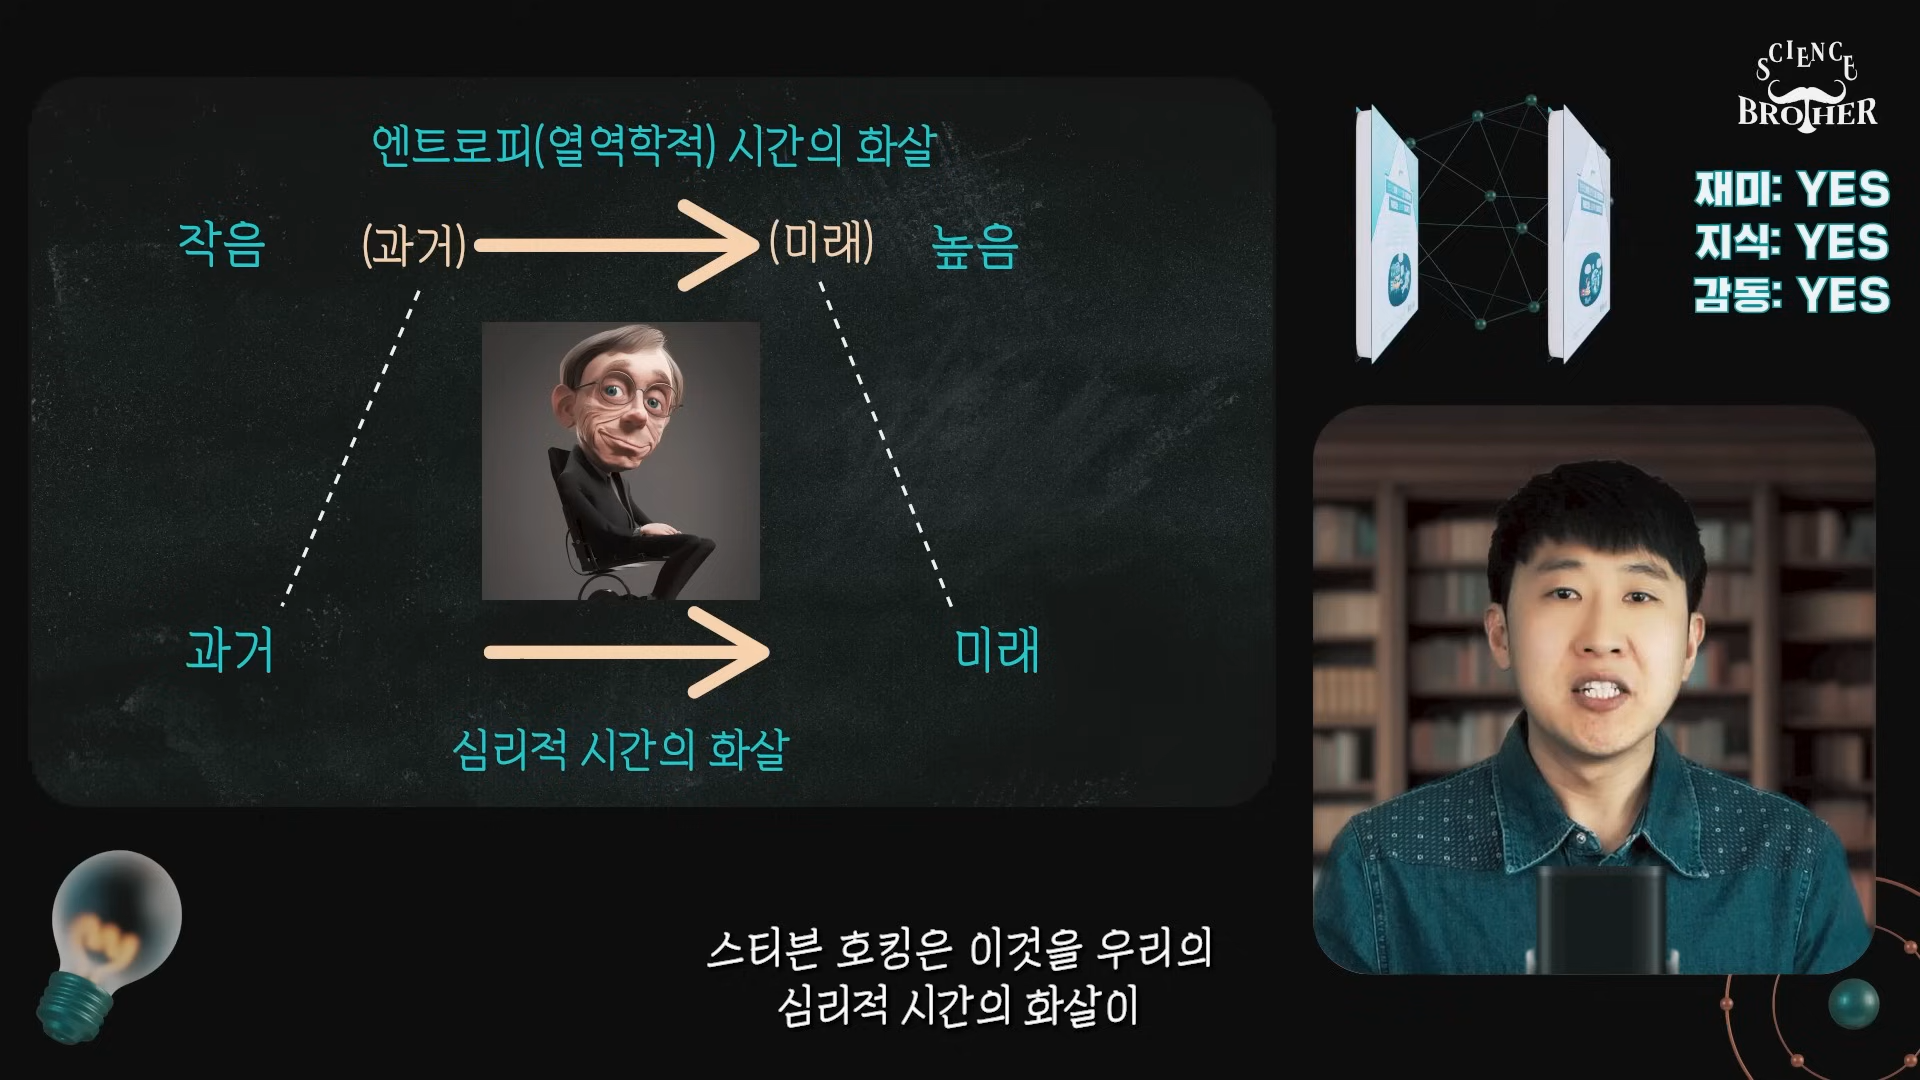 엔트로피(열역학적) 시간의 화살
작음 (과거) (미래) 높음
과거 미래
심리적 시간의 화살
SCIENCE
BROTHER
재미: YES
지식: YES
감동: YES
스티븐 호킹은 이것을 우리의
심리적 시간의 화살이